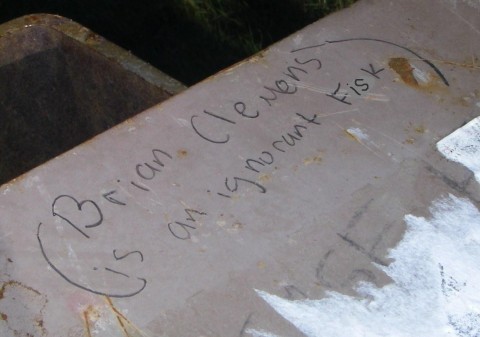 (Brian Clemens)
is an ignorant Fisk